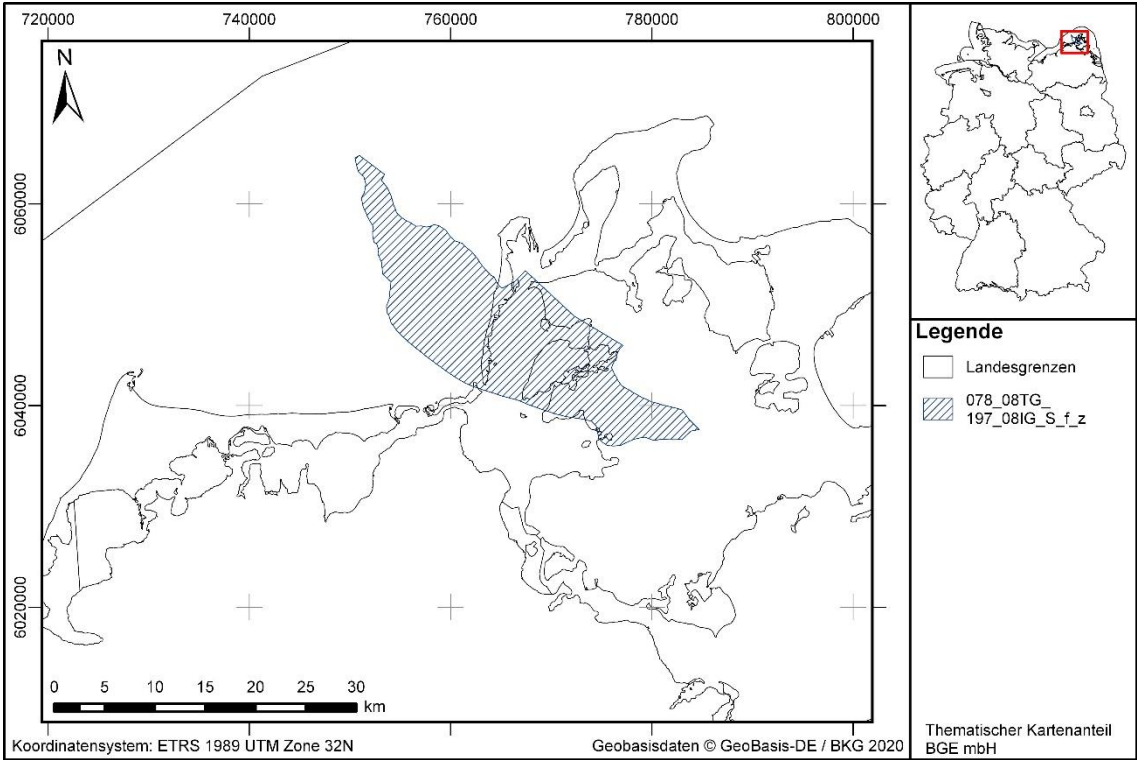 720000 740000 760000 780000 800000
N
6060000
6040000
6020000
0 5 10 15 20 25 30
km
Koordinatensystem: ETRS 1989 UTM Zone 32N
Geobasisdaten © GeoBasis-DE / BKG 2020
Legende
Landesgrenzen
078_08TG_
197_08IG_S_f_z
Thematischer Kartenanteil
BGE mbH